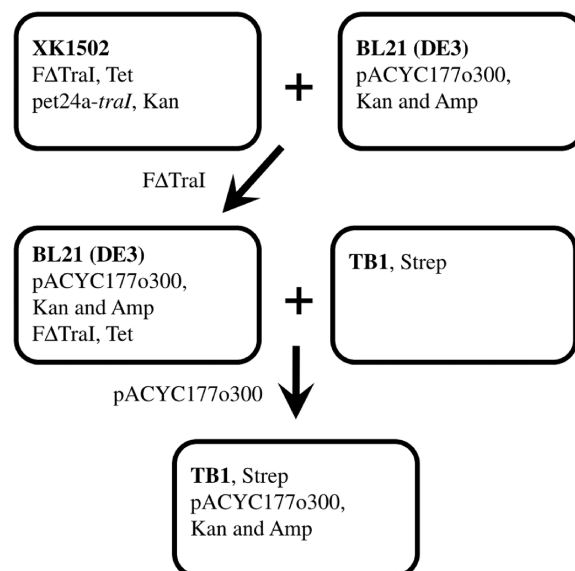 XK1502
FΔTraI, Tet
pet24a-traI, Kan
+
BL21 (DE3)
pACYC177o300,
Kan and Amp
FΔTraI
BL21 (DE3)
pACYC177o300,
Kan and Amp
FΔTraI, Tet
+
TB1, Strep
pACYC177o300
TB1, Strep
pACYC177o300,
Kan and Amp